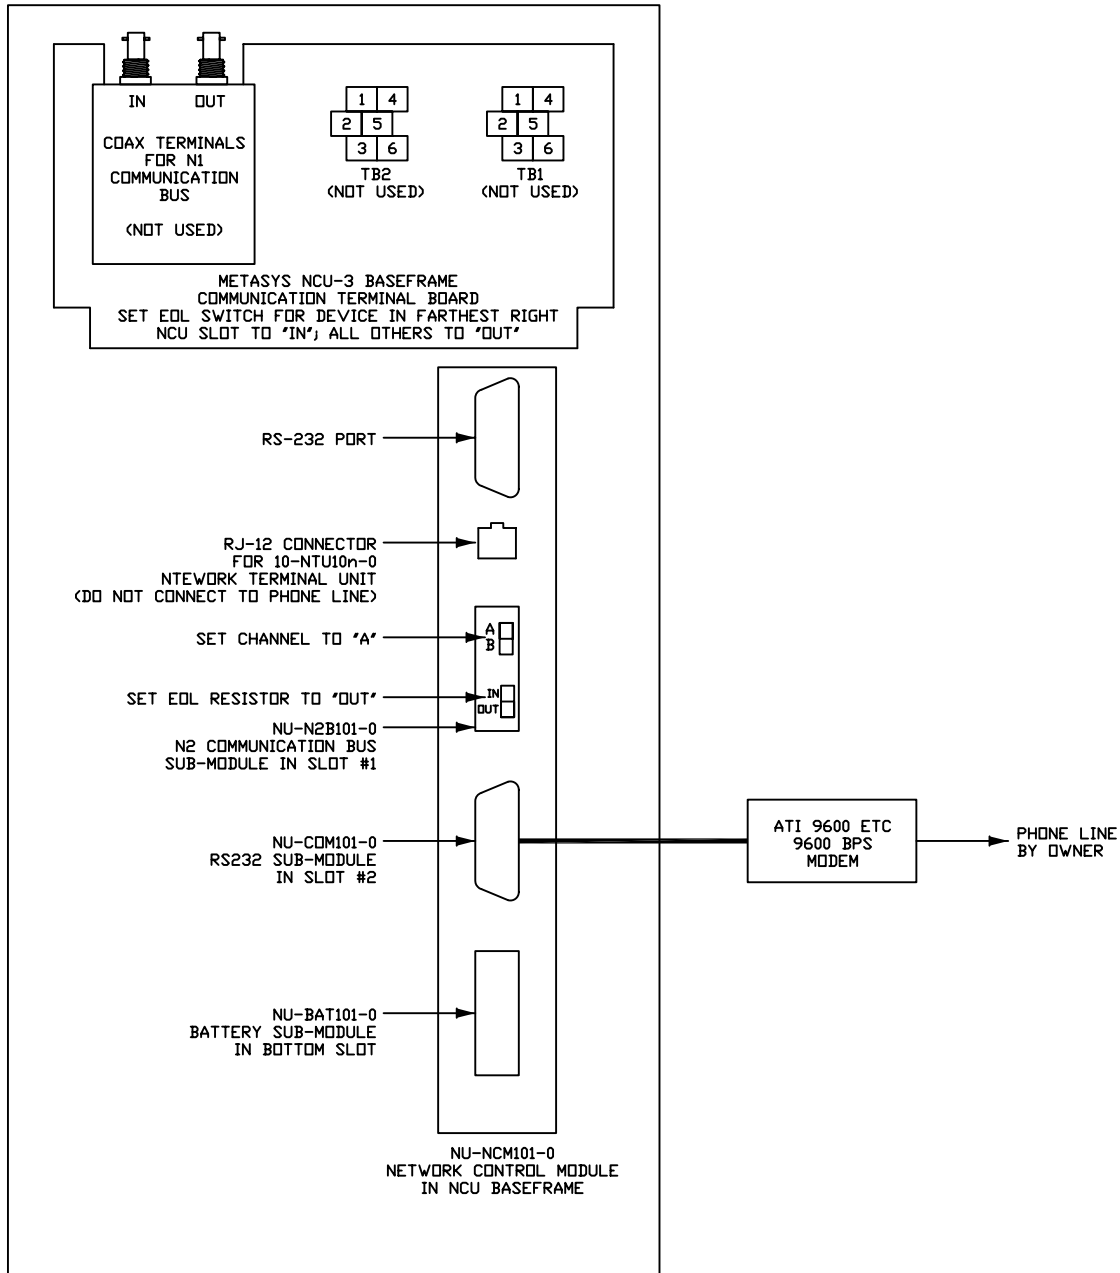 IN OUT
COAX TERMINALS
FOR N1
COMMUNICATION
BUS
(NOT USED)
1 4
2 5
3 6
TB2
(NOT USED)
1 4
2 5
3 6
TB1
(NOT USED)
METASYS NCU-3 BASEFRAME
COMMUNICATION TERMINAL BOARD
SET EOL SWITCH FOR DEVICE IN FARTHEST RIGHT
NCU SLOT TO "IN"; ALL OTHERS TO "OUT"
RS-232 PORT
RJ-12 CONNECTOR
FOR 10-NTU10n-0
NTEWORK TERMINAL UNIT
(DO NOT CONNECT TO PHONE LINE)
SET CHANNEL TO "A"
A
B
SET EOL RESISTOR TO "OUT"
IN
OUT
NU-N2B101-0
N2 COMMUNICATION BUS
SUB-MODULE IN SLOT #1
NU-COM101-0
RS232 SUB-MODULE
IN SLOT #2
ATI 9600 ETC
9600 BPS
MODEM
PHONE LINE
BY OWNER
NU-BAT101-0
BATTERY SUB-MODULE
IN BOTTOM SLOT
NU-NCM101-0
NETWORK CONTROL MODULE
IN NCU BASEFRAME